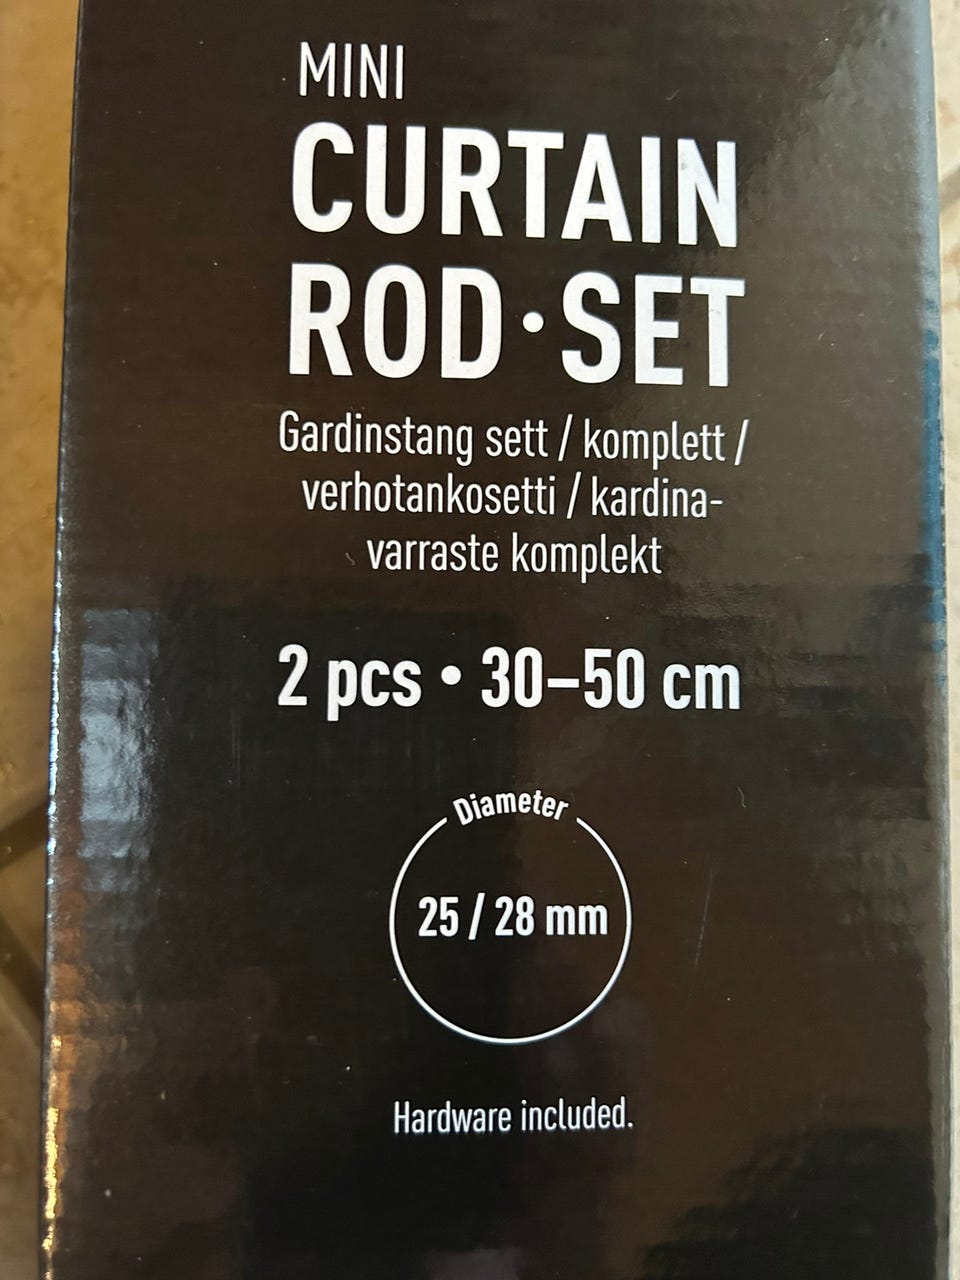 MINI
CURTAIN
ROD·SET
Gardinstang sett / komplett /
verhotankosetti / kardina-
varraste komplekt
2 pcs • 30–50 cm
Diameter
25 / 28 mm
Hardware included.